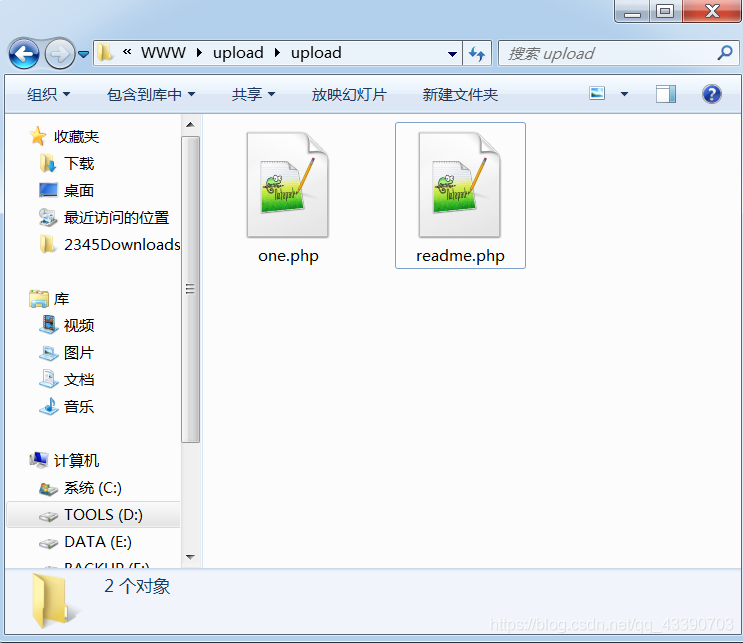 « WWW upload upload
搜索 upload
组织 包含到库中 共享 放映幻灯片 新建文件夹
收藏夹
下载
桌面
最近访问的位置
2345Downloads
库
视频
图片
文档
音乐
计算机
系统 (C:)
TOOLS (D:)
DATA (E:)
BACKUP (F:)
one.php
readme.php
2 个对象
https://blog.csdn.net/qq_43390703